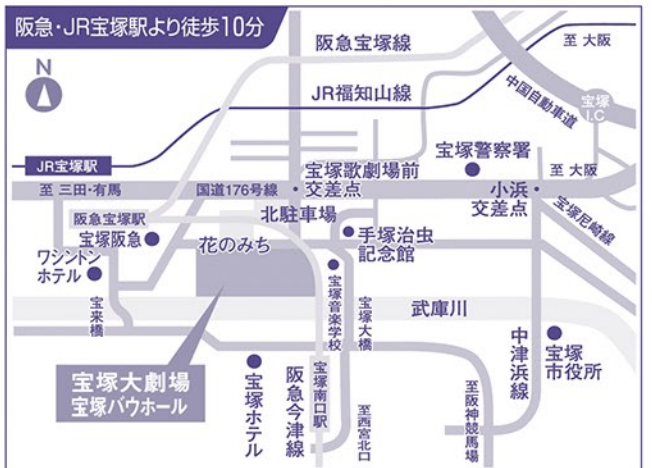 阪急・JR宝塚駅より徒歩10分
N
阪急宝塚線
至 大阪
JR福知山線
中国自動車道
宝塚
I.C
JR宝塚駅
宝塚歌劇場前
交差点
宝塚警察署
至 大阪
至 三田・有馬
国道176号線
小浜
交差点
阪急宝塚駅
北駐車場
宝塚尼崎線
宝塚阪急
花のみち
手塚治虫
記念館
ワシントン
ホテル
宝塚音楽学校
宝来橋
宝塚大橋
武庫川
中津浜線
宝塚
市役所
宝塚大劇場
宝塚バウホール
宝塚ホテル
阪急今津線
宝塚南口駅
至西宮北口
至阪神競馬場